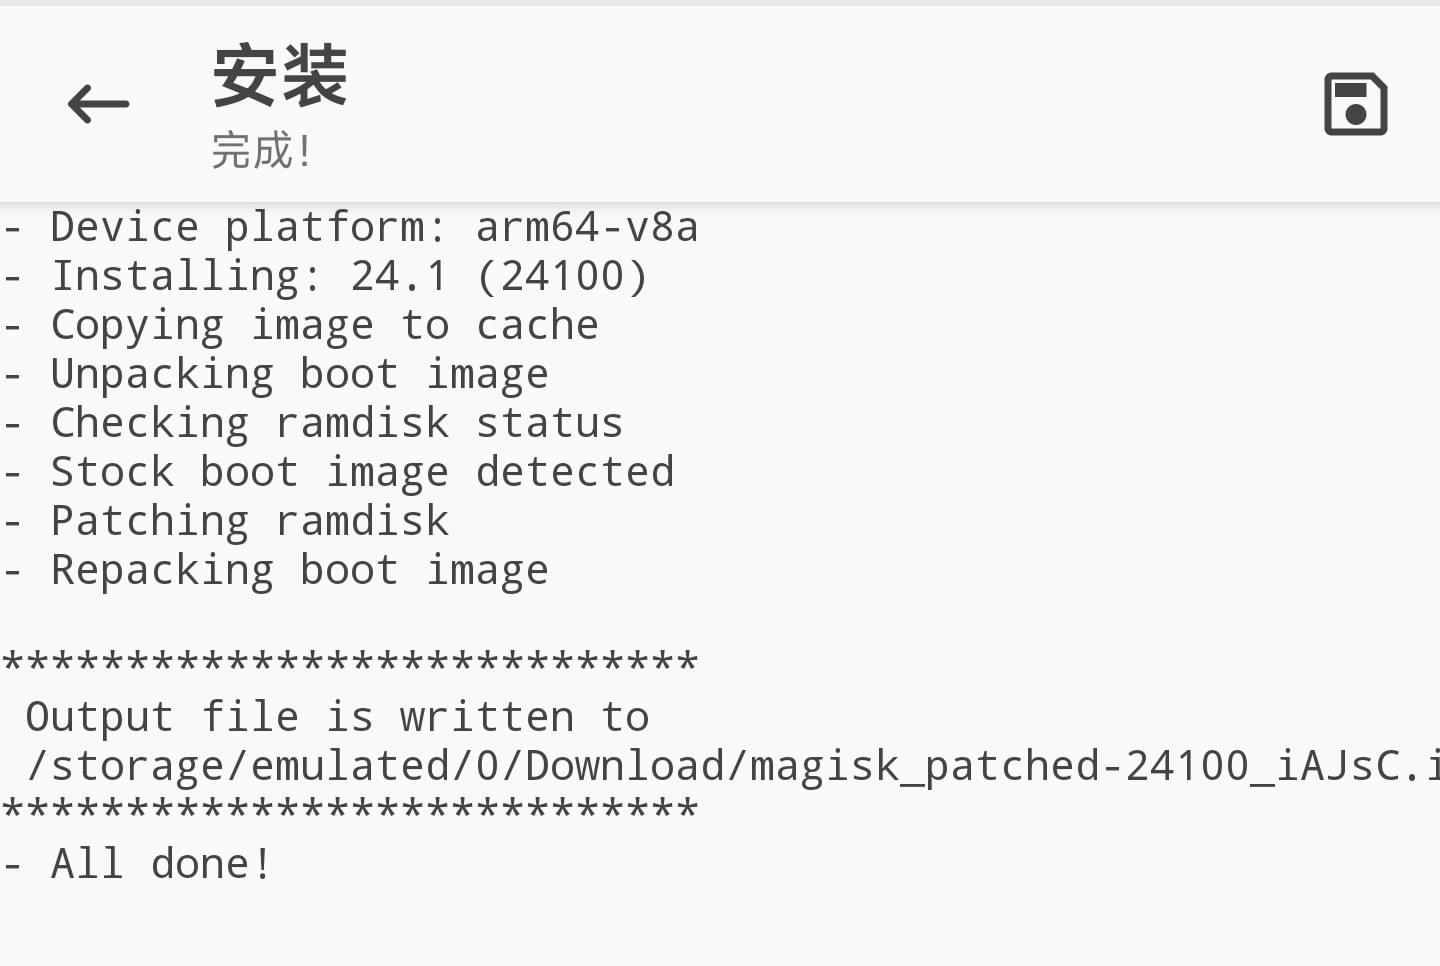 安装
完成！
- Device platform: arm64-v8a
- Installing: 24.1 (24100)
- Copying image to cache
- Unpacking boot image
- Checking ramdisk status
- Stock boot image detected
- Patching ramdisk
- Repacking boot image
****************************
Output file is written to
/storage/emulated/0/Download/magisk_patched-24100_iAJsC.i
****************************
- All done!